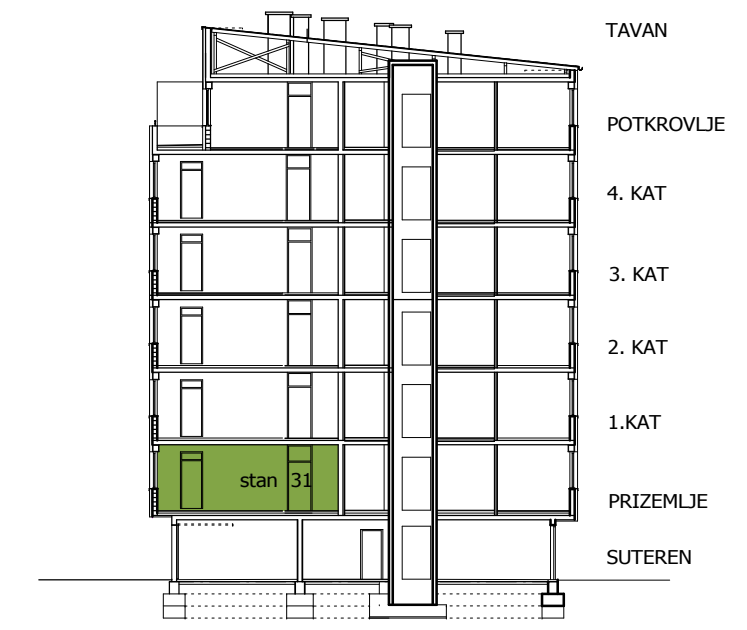 TAVAN
POTKROVLJE
4. KAT
3. KAT
2. KAT
1.KAT
stan 31
PRIZEMLJE
SUTEREN